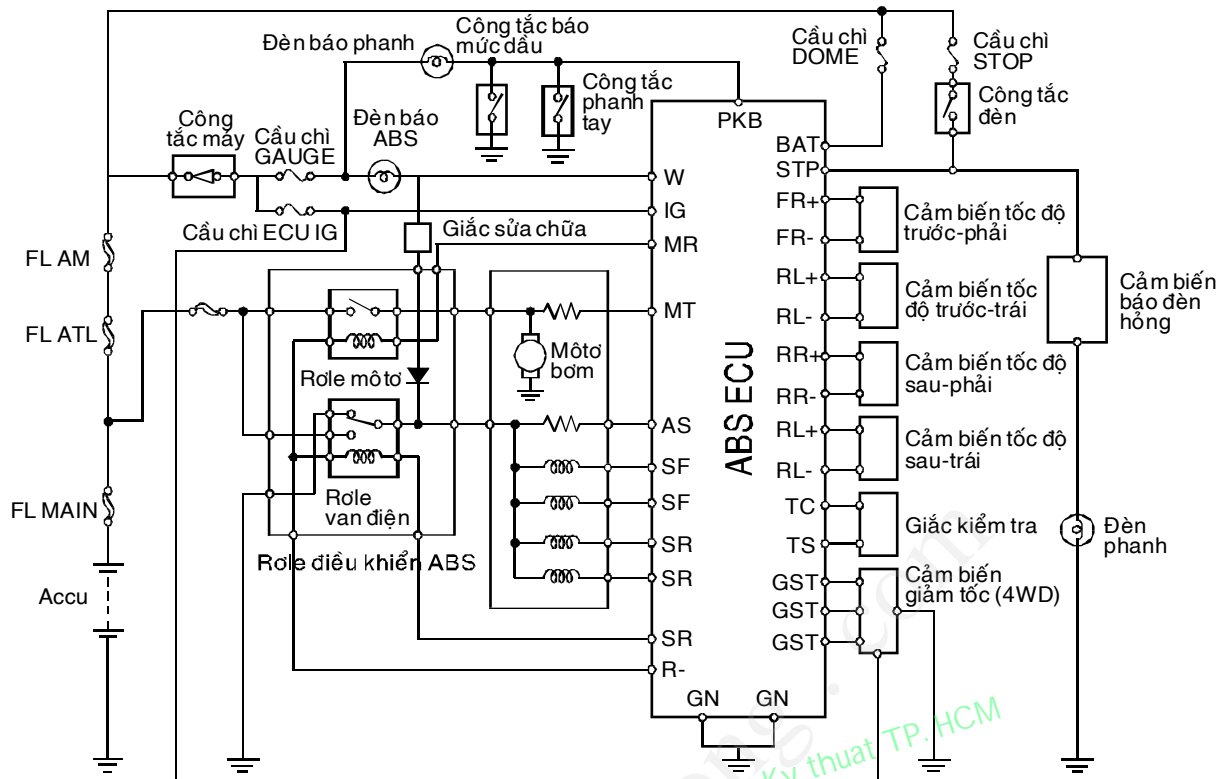 Đèn báo phanh
Công tắc báo
mức dầu
Cầu chì
DOME
Cầu chì
STOP
Công tắc
phanh
tay
Công tắc
đèn
Công
tắc máy
Cầu chì
GAUGE
Đèn báo
ABS
PKB
BAT
STP
W
IG
MR
MT
AS
SF
SF
SR
SR
SR
R-
FR+
FR-
RL+
RL-
RR+
RR-
RL+
RL-
TC
TS
GST
GST
GST
GN
GN
ABS ECU
Cầu chì ECU IG
Giắc sửa chữa
FL AM
FL ATL
FL MAIN
Accu
Rơle môtơ
Môtơ
bơm
Rơle
van điện
Rơle điều khiển ABS
Cảm biến tốc độ
trước-phải
Cảm biến tốc
độ trước-trái
Cảm biến tốc độ
sau-phải
Cảm biến tốc độ
sau-trái
Giắc kiểm tra
Cảm biến
giảm tốc (4WD)
Cảm biến
báo đèn
hỏng
Đèn
phanh
ong.com
Ky thuat TP. HCM